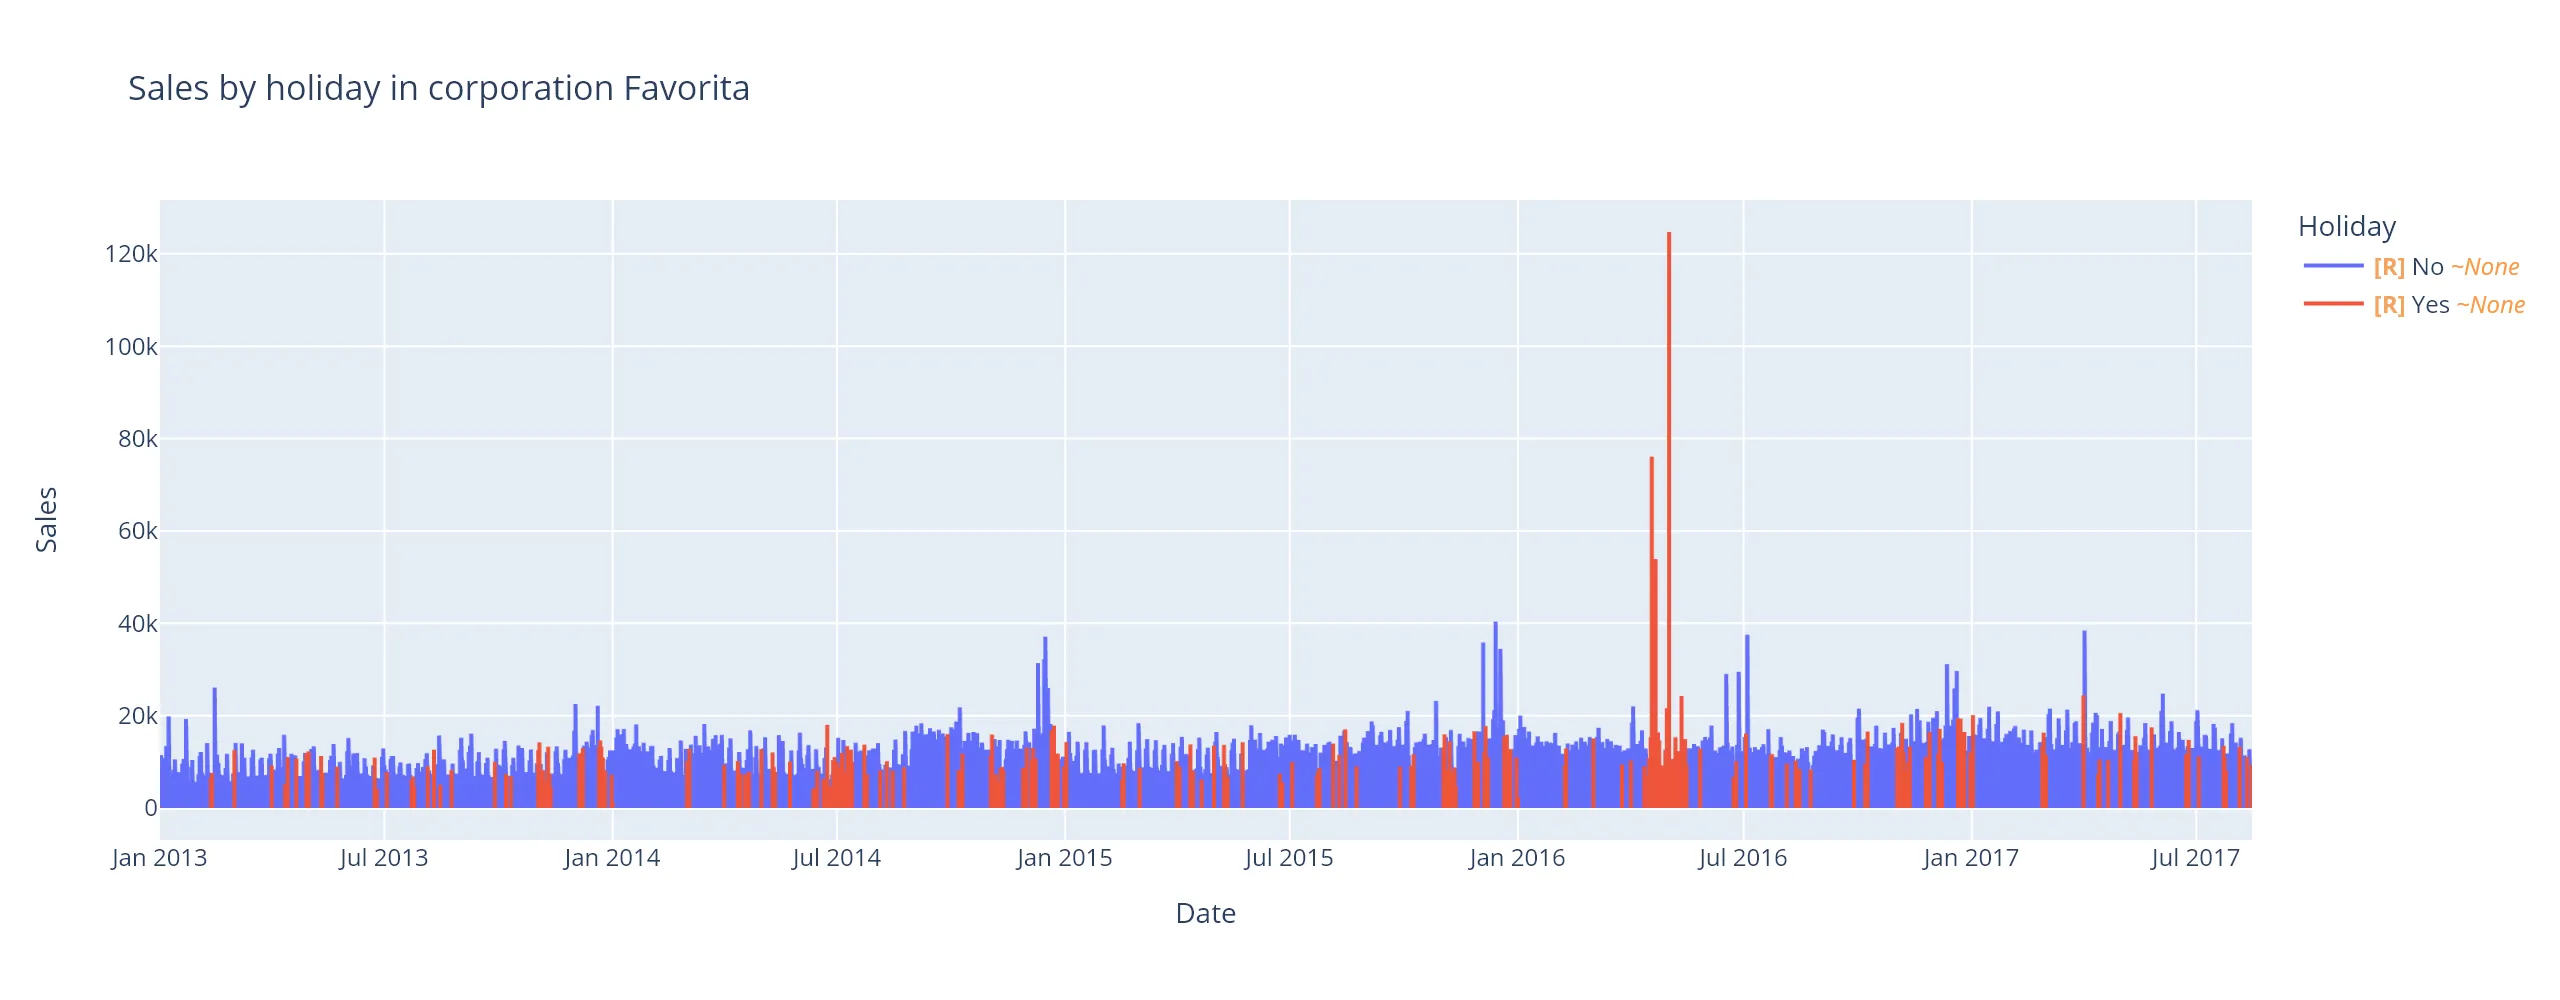 Sales by holiday in corporation Favorita
Holiday
[R] No ~None
[R] Yes ~None
120k
100k
80k
60k
40k
20k
0
Sales
Jan 2013 Jul 2013 Jan 2014 Jul 2014 Jan 2015 Jul 2015 Jan 2016 Jul 2016 Jan 2017 Jul 2017
Date